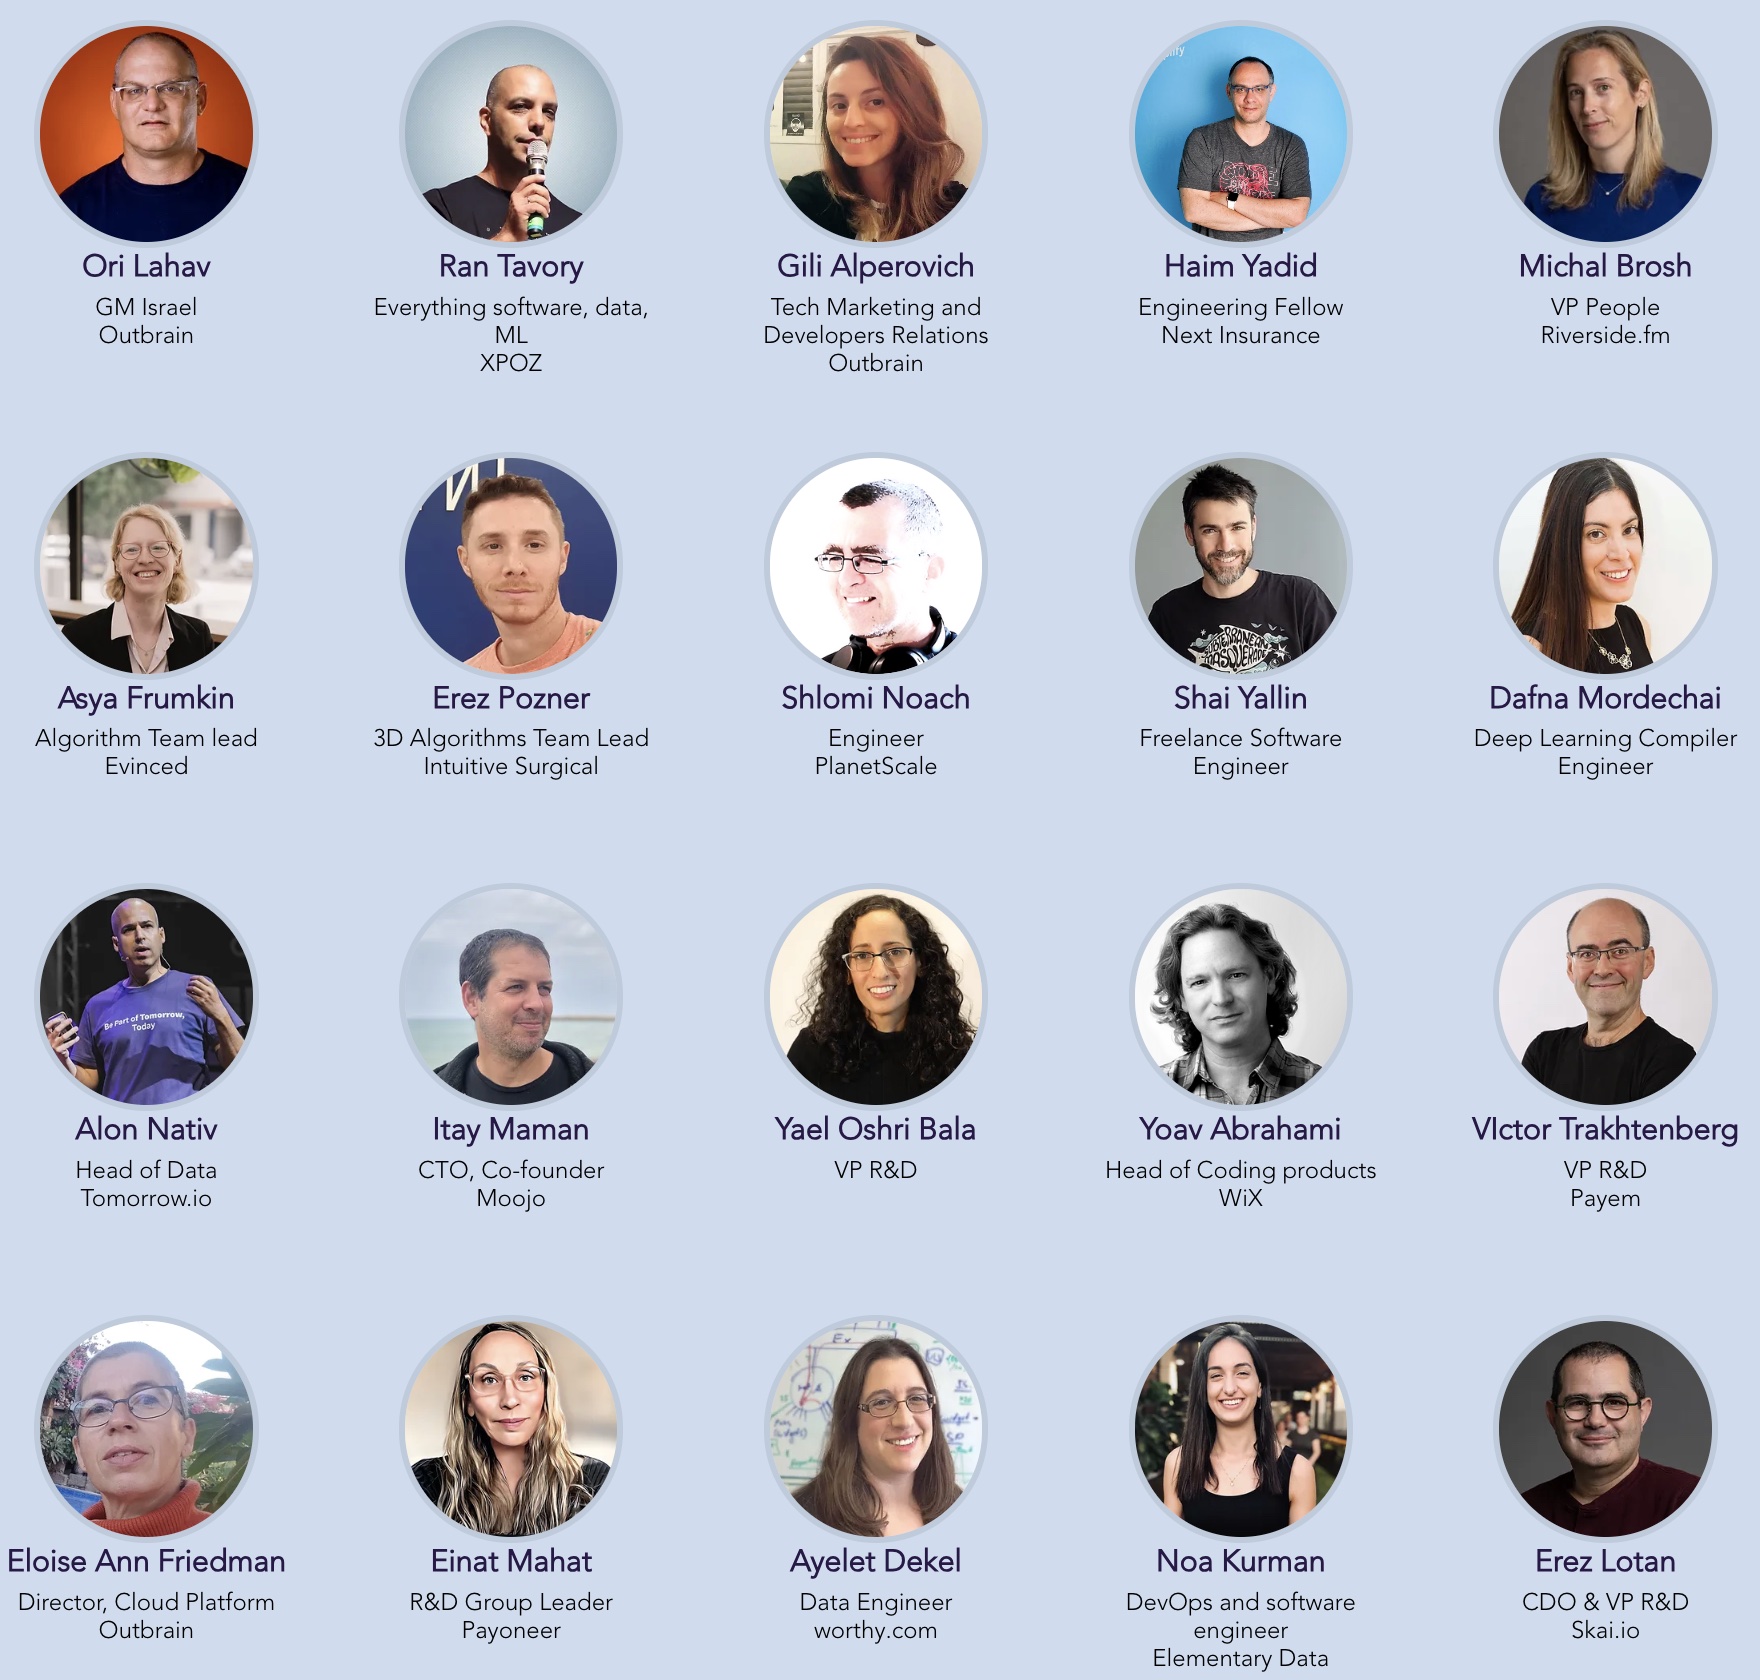 Ori Lahav
GM Israel
Outbrain
Ran Tavory
Everything software, data,
ML
XPOZ
Gili Alperovich
Tech Marketing and
Developers Relations
Outbrain
Haim Yadid
Engineering Fellow
Next Insurance
Michal Brosh
VP People
Riverside.fm
Asya Frumkin
Algorithm Team lead
Evinced
Erez Pozner
3D Algorithms Team Lead
Intuitive Surgical
Shlomi Noach
Engineer
PlanetScale
Shai Yallin
Freelance Software
Engineer
Dafna Mordechai
Deep Learning Compiler
Engineer
Be Part of Tomorrow,
Today
Alon Nativ
Head of Data
Tomorrow.io
Itay Maman
CTO, Co-founder
Moojo
Yael Oshri Bala
VP R&D
Yoav Abrahami
Head of Coding products
WiX
VIctor Trakhtenberg
VP R&D
Payem
Eloise Ann Friedman
Director, Cloud Platform
Outbrain
Einat Mahat
R&D Group Leader
Payoneer
Ex
Ayelet Dekel
Data Engineer
worthy.com
Noa Kurman
DevOps and software
engineer
Elementary Data
Erez Lotan
CDO & VP R&D
Skai.io